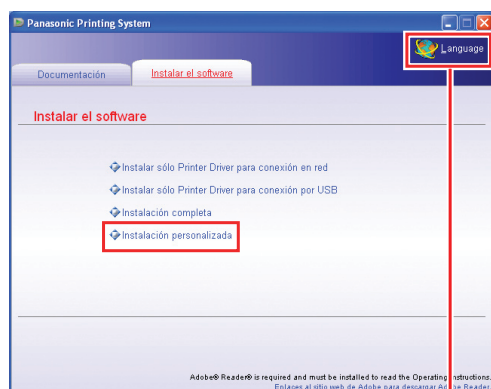 Panasonic Printing System
Language
Documentación
Instalar el software
Instalar el software
Instalar sólo Printer Driver para conexión en red
Instalar sólo Printer Driver para conexión por USB
Instalación completa
Instalación personalizada
Adobe® Reader® is required and must be installed to read the Operating Instructions.
Enlaces al sitio web de Adobe para descargar Adobe Reader.